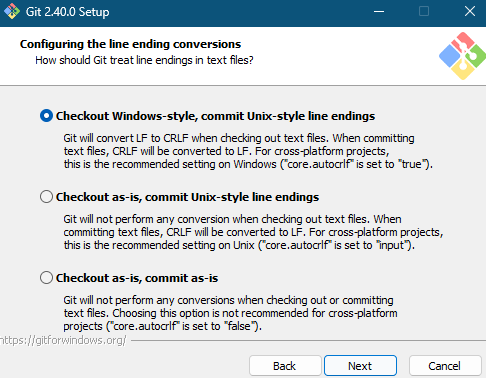 Git 2.40.0 Setup
Configuring the line ending conversions
How should Git treat line endings in text files?
Checkout Windows-style, commit Unix-style line endings
Git will convert LF to CRLF when checking out text files. When committing
text files, CRLF will be converted to LF. For cross-platform projects,
this is the recommended setting on Windows ("core.autocrlf" is set to "true").
Checkout as-is, commit Unix-style line endings
Git will not perform any conversion when checking out text files. When
committing text files, CRLF will be converted to LF. For cross-platform projects,
this is the recommended setting on Unix ("core.autocrlf" is set to "input").
Checkout as-is, commit as-is
Git will not perform any conversions when checking out or committing
text files. Choosing this option is not recommended for cross-platform
projects ("core.autocrlf" is set to "false").
https://gitforwindows.org/
Back Next Cancel